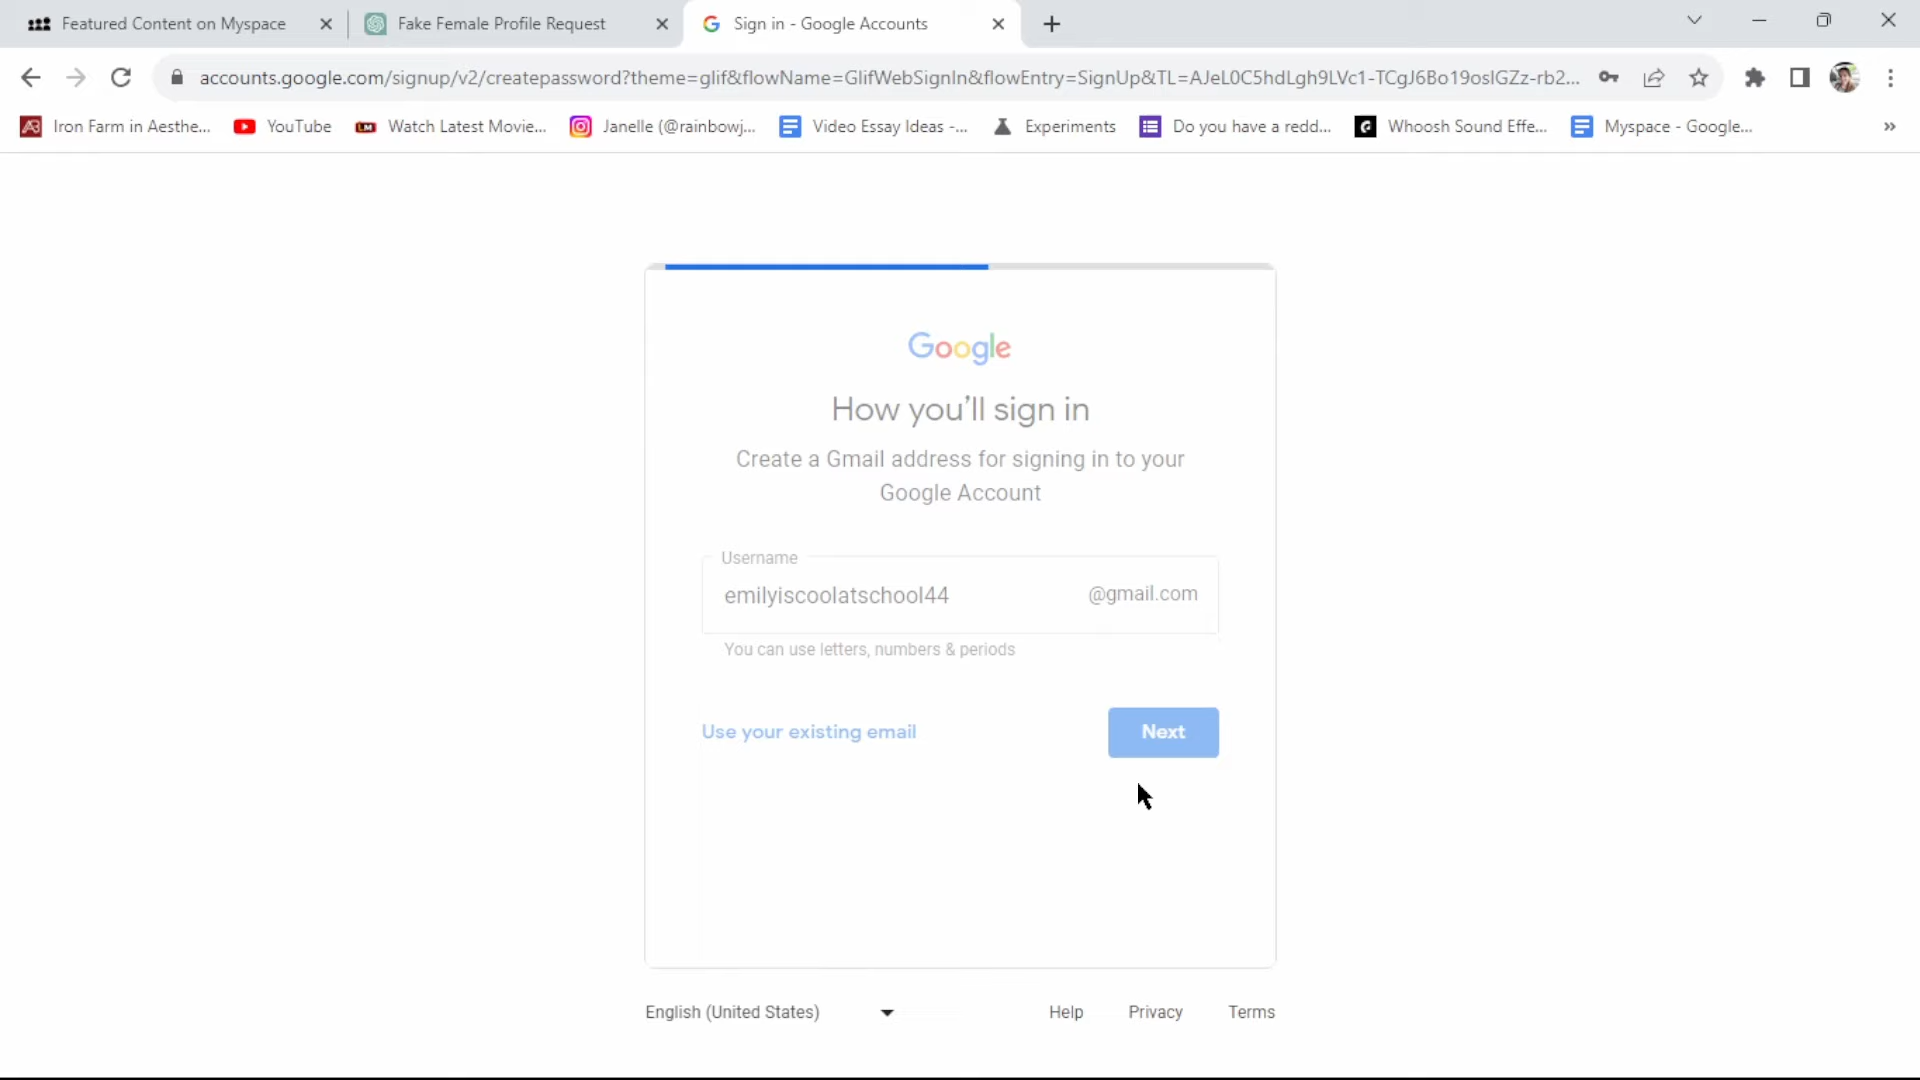 Featured Content on Myspace
Fake Female Profile Request
Sign in - Google Accounts
accounts.google.com/signup/v2/createpassword?theme=glif&flowName=GlifWebSignIn&flowEntry=SignUp&TL=AJeL0C5hdLgh9LVc1-TCgJ6Bo19oslGZz-rb2...
Iron Farm in Aesthe...
YouTube
LM
Watch Latest Movie...
Janelle (@rainbowj...
Video Essay Ideas -...
Experiments
Do you have a redd...
Whoosh Sound Effe...
Myspace - Google...
»
Google
How you'll sign in
Create a Gmail address for signing in to your
Google Account
Username
emilyiscoolatschool44
@gmail.com
You can use letters, numbers & periods
Use your existing email
Next
English (United States)
Help
Privacy
Terms